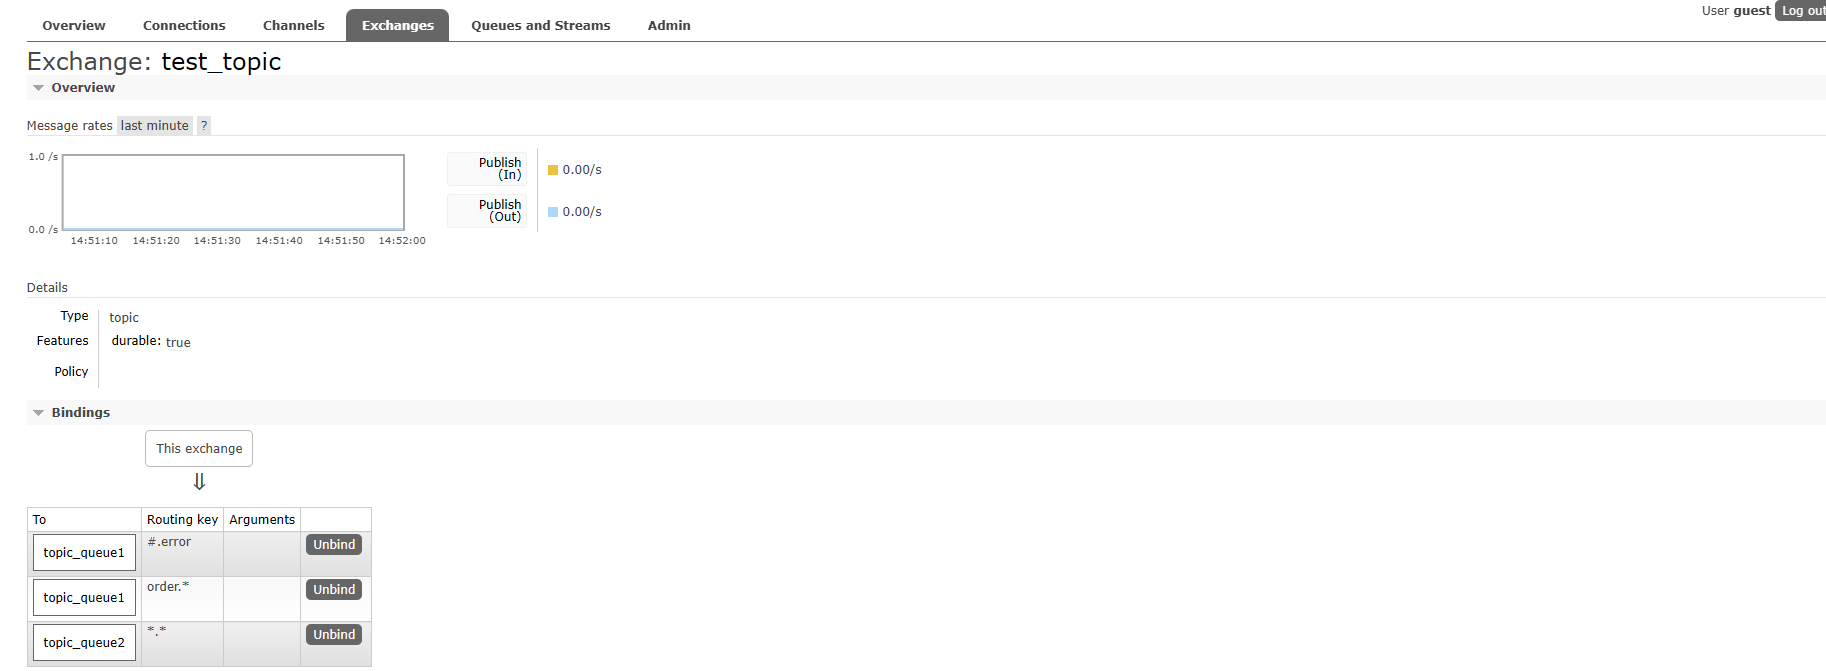 User guest Log out
Overview Connections Channels Exchanges Queues and Streams Admin
Exchange: test_topic
Overview
Message rates last minute ?
1.0 /s
0.0 /s
14:51:10 14:51:20 14:51:30 14:51:40 14:51:50 14:52:00
Publish
(In)
0.00/s
Publish
(Out)
0.00/s
Details
Type topic
Features durable: true
Policy
Bindings
This exchange
⇓
To Routing key Arguments
topic_queue1 #.error Unbind
topic_queue1 order.* Unbind
topic_queue2 *.* Unbind